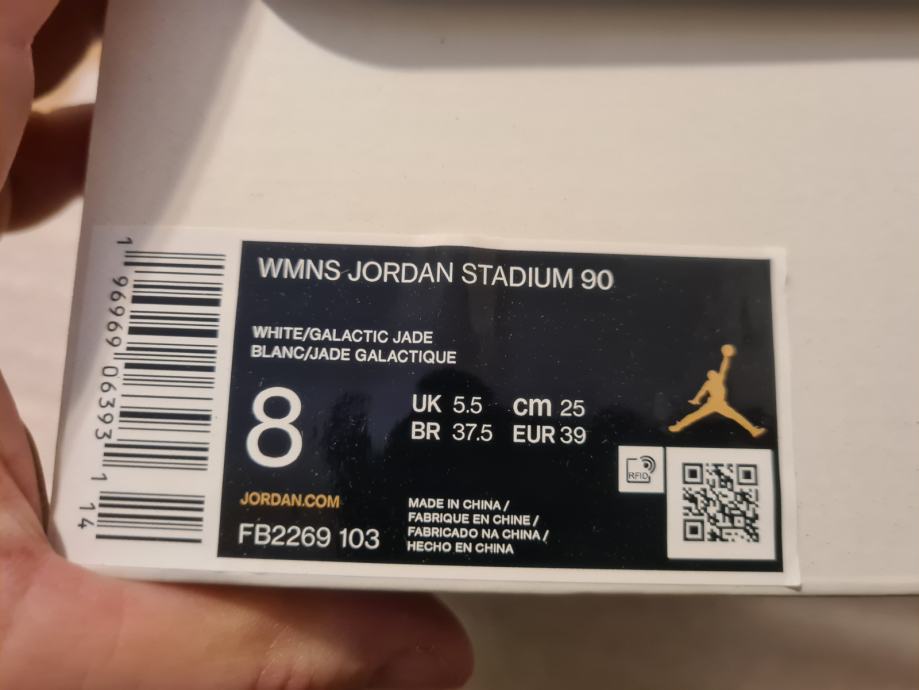 WMNS JORDAN STADIUM 90
WHITE/GALACTIC JADE
BLANC/JADE GALACTIQUE
8
UK 5.5 cm 25
BR 37.5 EUR 39
RFID
JORDAN.COM
FB2269 103
MADE IN CHINA /
FABRIQUE EN CHINE /
FABRICADO NA CHINA /
HECHO EN CHINA
1 96969 06393 1 14